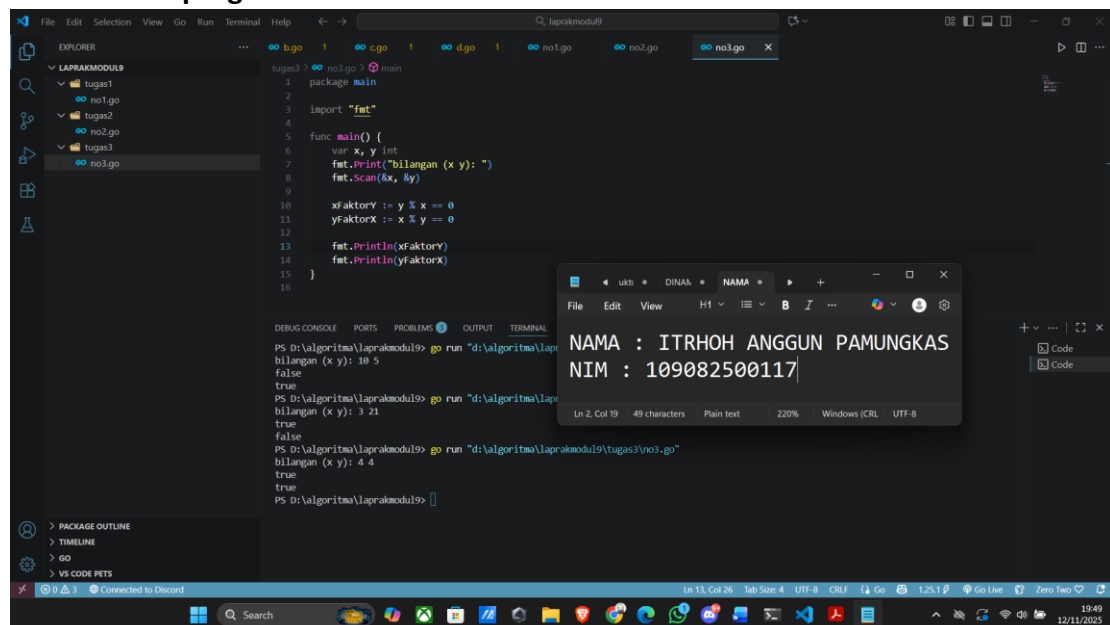 File Edit Selection View Go Run Terminal Help
laprakmodul9
EXPLORER
LAPRAKMODUL9
tugas1
no1.go
tugas2
no2.go
tugas3
no3.go
PACKAGE OUTLINE
TIMELINE
GO
VS CODE PETS
b.go 1 c.go 1 d.go 1 no1.go no2.go no3.go
tugas3 > no3.go > main
1 package main
2
3 import "fmt"
4
5 func main() {
6 var x, y int
7 fmt.Print("bilangan (x y): ")
8 fmt.Scan(&x, &y)
9
10 xFaktorY := y % x == 0
11 yFaktorX := x % y == 0
12
13 fmt.Println(xFaktorY)
14 fmt.Println(yFaktorX)
15 }
16
DEBUG CONSOLE PORTS PROBLEMS 3 OUTPUT TERMINAL
PS D:\algoritma\laprakmodul9> go run "d:\algoritma\lap
bilangan (x y): 10 5
false
true
PS D:\algoritma\laprakmodul9> go run "d:\algoritma\lap
bilangan (x y): 3 21
true
false
PS D:\algoritma\laprakmodul9> go run "d:\algoritma\laprakmodul9\tugas3\no3.go"
bilangan (x y): 4 4
true
true
PS D:\algoritma\laprakmodul9>
Code
Code
DINAM NAMA
File Edit View H1 B I
NAMA : ITRHOH ANGGUN PAMUNGKAS
NIM : 109082500117
Ln 2, Col 19 49 characters Plain text 220% Windows (CRL UTF-8
0 3 Connected to Discord Ln 13, Col 26 Tab Size: 4 UTF-8 CRLF Go 1.25.1 Go Live Zero Two
Search
19:49
12/11/2025